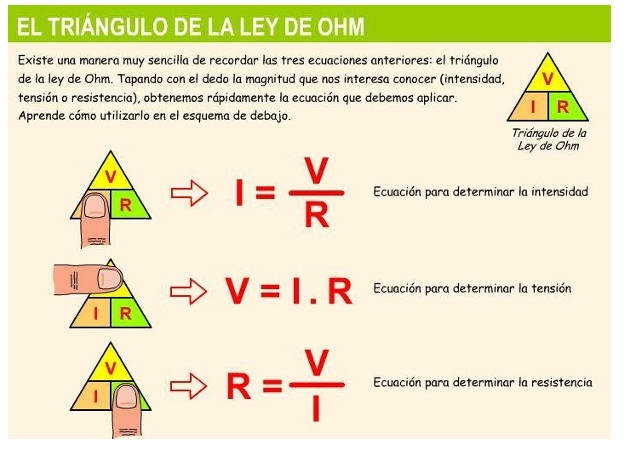 EL TRIÁNGULO DE LA LEY DE OHM
Existe una manera muy sencilla de recordar las tres ecuaciones anteriores: el triángulo
de la ley de Ohm. Tapando con el dedo la magnitud que nos interesa conocer (intensidad,
tensión o resistencia), obtenemos rápidamente la ecuación que debemos aplicar.
Aprende cómo utilizarlo en el esquema de debajo.
V
I R
Triángulo de la
Ley de Ohm
V
R
I = V / R
Ecuación para determinar la intensidad
I R
V = I . R
Ecuación para determinar la tensión
V
I
R = V / I
Ecuación para determinar la resistencia